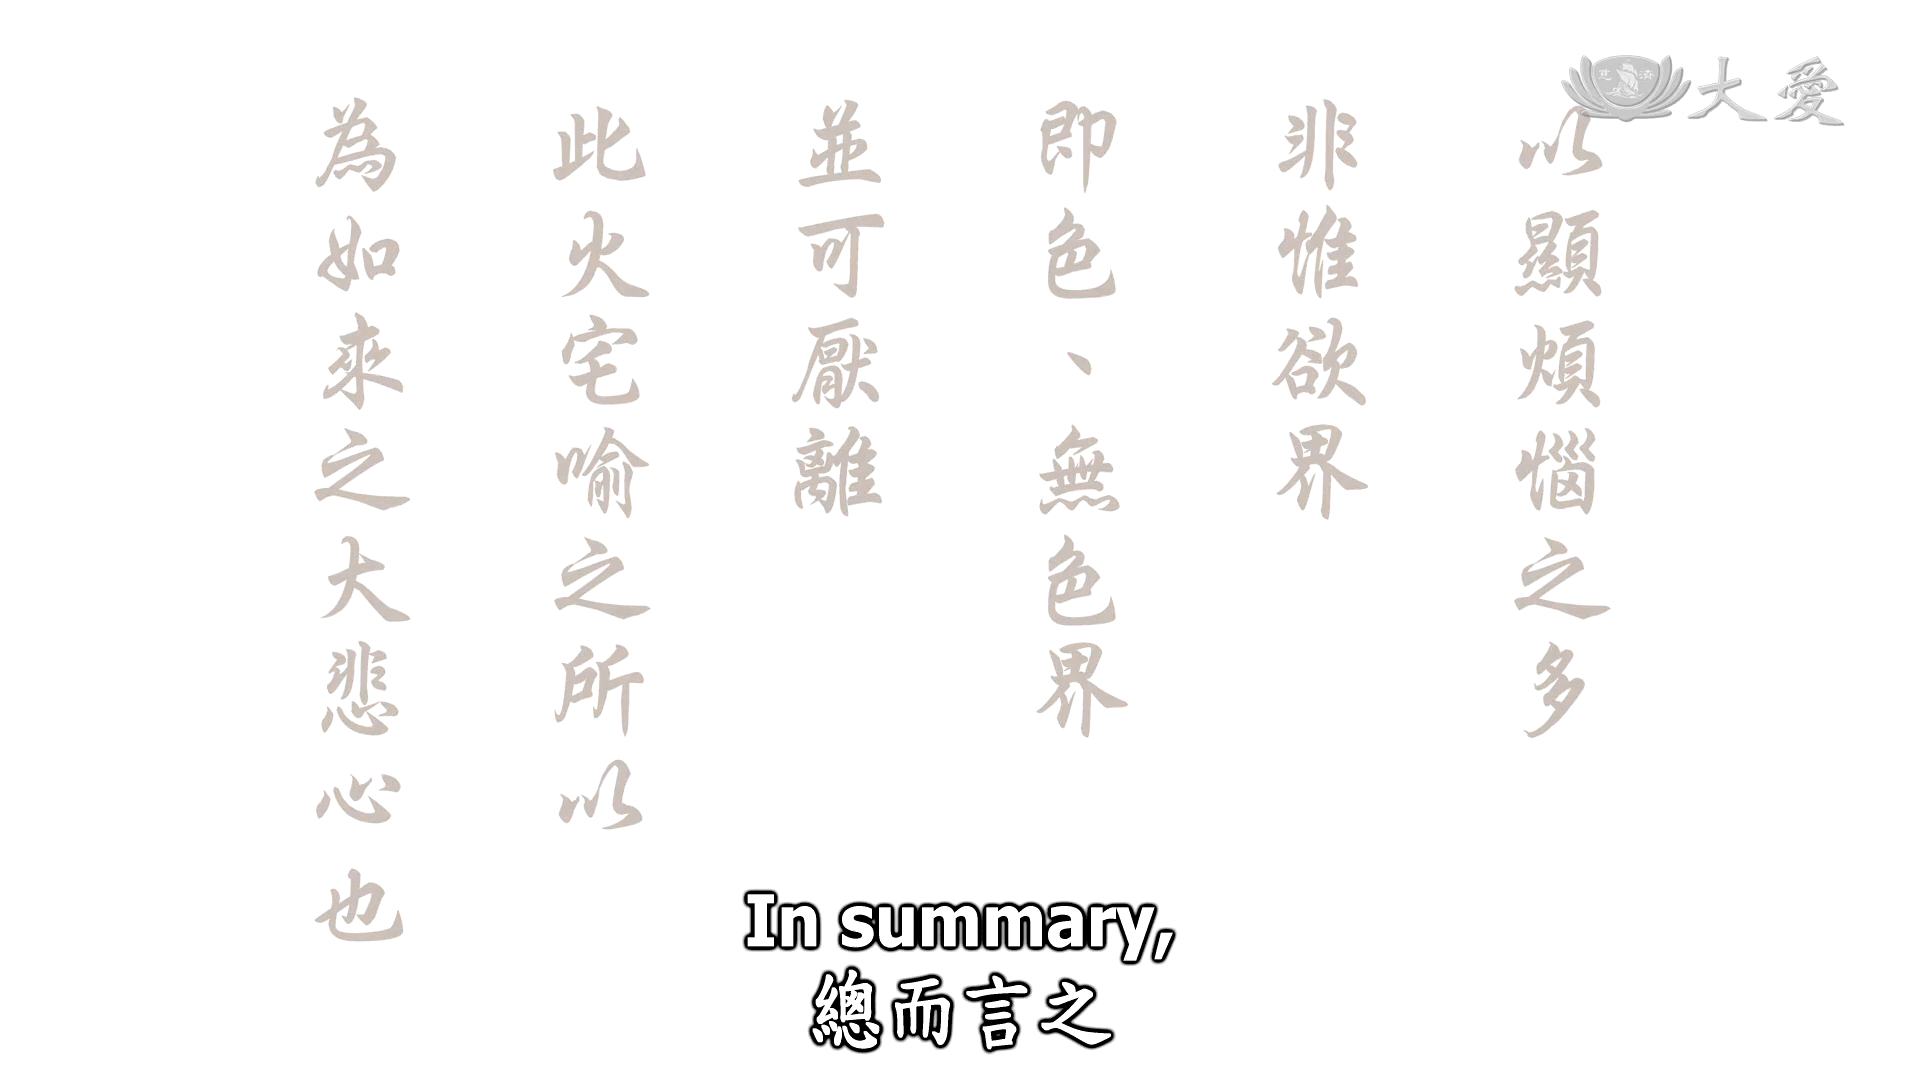 大愛
慈濟
以顯煩惱之多
非惟欲界
即色、無色界
並可厭離
此火宅喻之所以
為如來之大悲心也
In summary,
總而言之